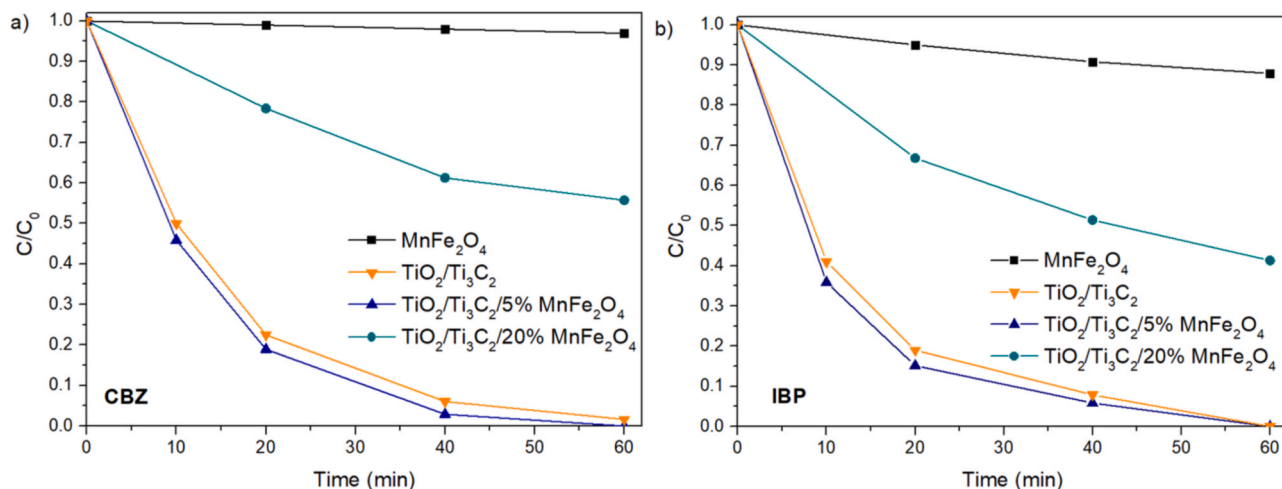 a)
1.0
0.9
0.8
0.7
0.6
0.5
0.4
0.3
0.2
0.1
0.0
C/C₀
MnFe₂O₄
TiO₂/Ti₃C₂
TiO₂/Ti₃C₂/5% MnFe₂O₄
TiO₂/Ti₃C₂/20% MnFe₂O₄
CBZ
0 10 20 30 40 50 60
Time (min)
b)
1.0
0.9
0.8
0.7
0.6
0.5
0.4
0.3
0.2
0.1
0.0
C/C₀
MnFe₂O₄
TiO₂/Ti₃C₂
TiO₂/Ti₃C₂/5% MnFe₂O₄
TiO₂/Ti₃C₂/20% MnFe₂O₄
IBP
0 10 20 30 40 50 60
Time (min)